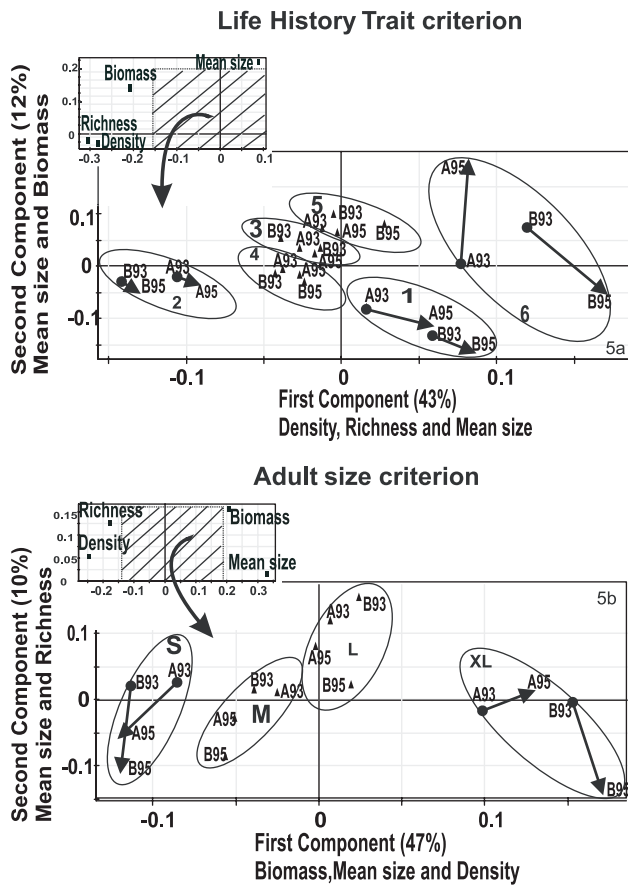 Life History Trait criterion
Second Component (12%)
Mean size and Biomass
0.2
0.1
0
Mean size
Biomass
Richness
Density
-0.3 -0.2 -0.1 0 0.1
0.1
0
-0.1
A95
B93
A93
B95
6
5
B93
A93
A95
B95
3
B93
A93
A95
B95
4
A93
A95
B93
B95
B93
A93
B95
A95
2
A93
1
A95
B93
B95
5a
-0.1 0 0.1
First Component (43%)
Density, Richness and Mean size
Adult size criterion
Second Component (10%)
Mean size and Richness
0.15
0.1
0.05
0
Richness
Biomass
Density
Mean size
-0.2 -0.1 0 0.1 0.2 0.3
5b
0.1
0
-0.1
S
B93
A93
A95
B95
B93
A93
A95
M
B95
A93
B93
A95
L
B95
XL
A93
A95
B93
B95
-0.1 0 0.1
First Component (47%)
Biomass,Mean size and Density